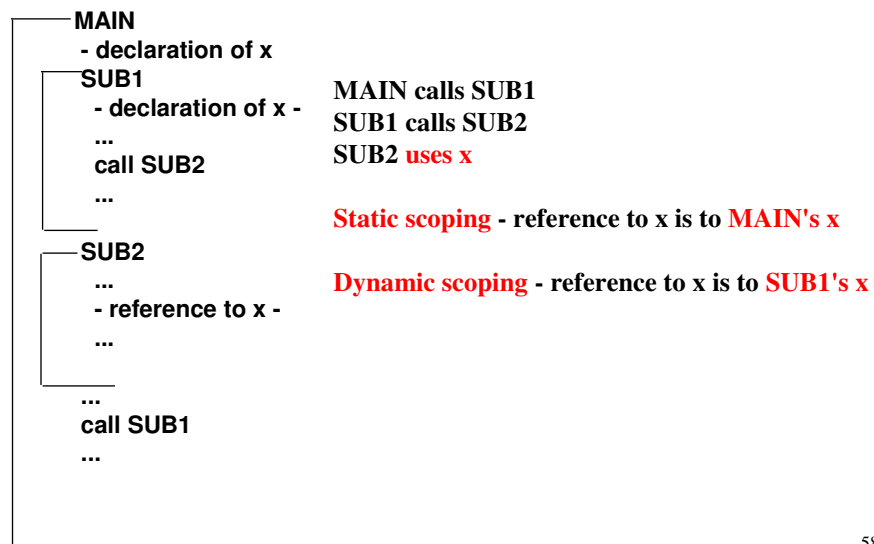 MAIN
- declaration of x
SUB1
- declaration of x -
...
call SUB2
...
SUB2
...
- reference to x -
...
...
call SUB1
...
MAIN calls SUB1
SUB1 calls SUB2
SUB2 uses x
Static scoping - reference to x is to MAIN's x
Dynamic scoping - reference to x is to SUB1's x